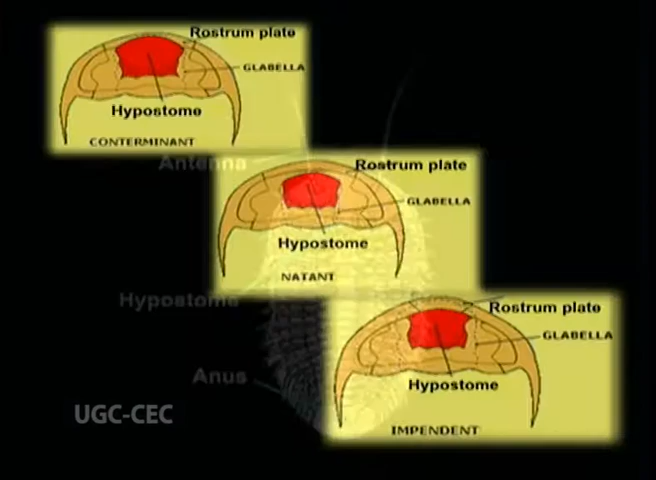 Rostrum plate
GLABELLA
Hypostome
CONTERMINANT
Antenna
Rostrum plate
GLABELLA
Hypostome
NATANT
Hypostome
Rostrum plate
GLABELLA
Hypostome
Anus
IMPENDENT
UGC-CEC